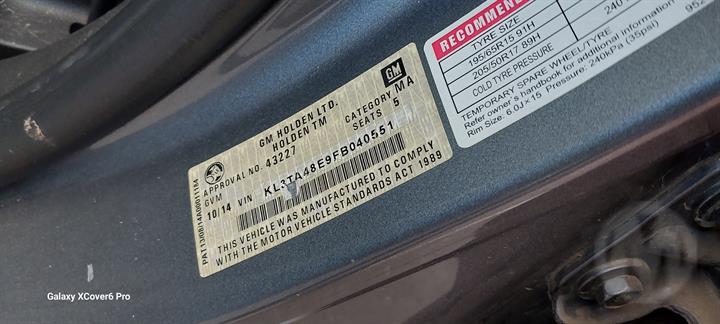 GM
GM HOLDEN LTD.
HOLDEN TM
APPROVAL NO. 43227
CATEGORY MA
GVM
SEATS 5
10/14 VIN KL3TA48E9FB040551
THIS VEHICLE WAS MANUFACTURED TO COMPLY
WITH THE MOTOR VEHICLE STANDARDS ACT 1989
RECOMMENDED
TYRE SIZE
195/65R15 91H
205/50R17 89H
COLD TYRE PRESSURE
240
TEMPORARY SPARE WHEEL/TYRE
Refer owner's handbook for additional information
Rim Size: 6.0J×15 Pressure: 240kPa (35psi)
Galaxy XCover6 Pro